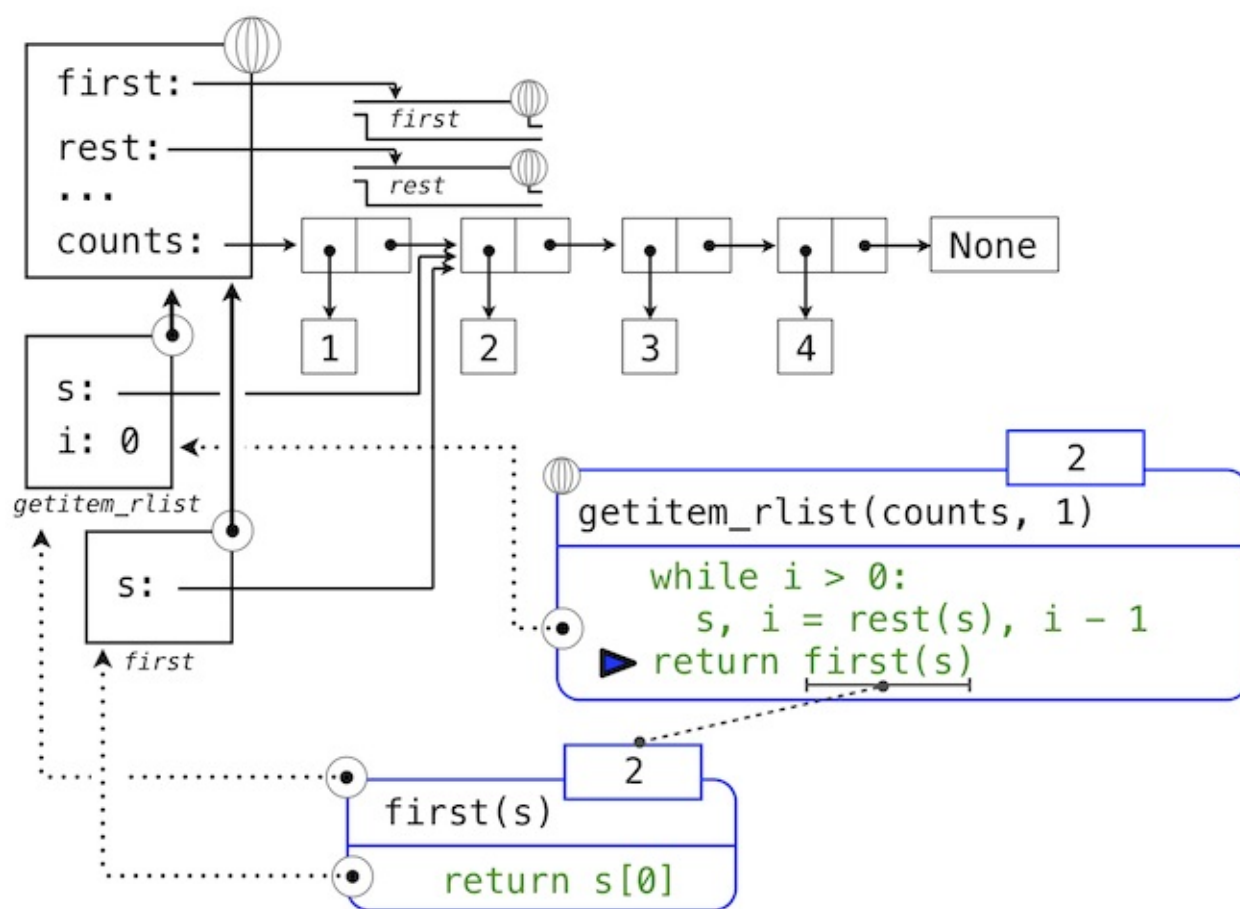 first:
first
rest:
rest
...
counts:
None
1
2
3
4
s:
i: 0
getitem_rlist
2
getitem_rlist(counts, 1)
s:
while i > 0:
s, i = rest(s), i - 1
return first(s)
first
2
first(s)
return s[0]